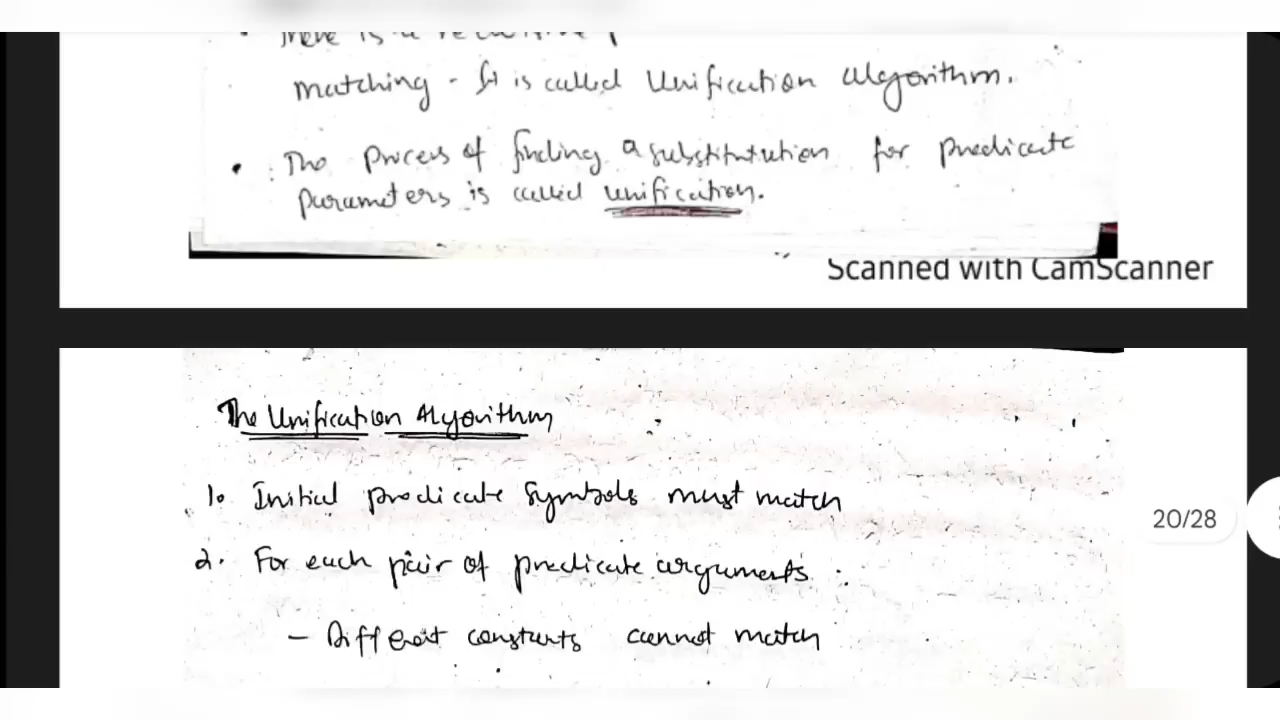 • There is a
matching - It is called Unification algorithm.
• The process of finding a substitution for predicate
parameters is called unification.
Scanned with CamScanner
The Unification Algorithm
1. Initial predicate symbols must match
20/28
2. For each pair of predicate arguments :
– Different constants cannot match